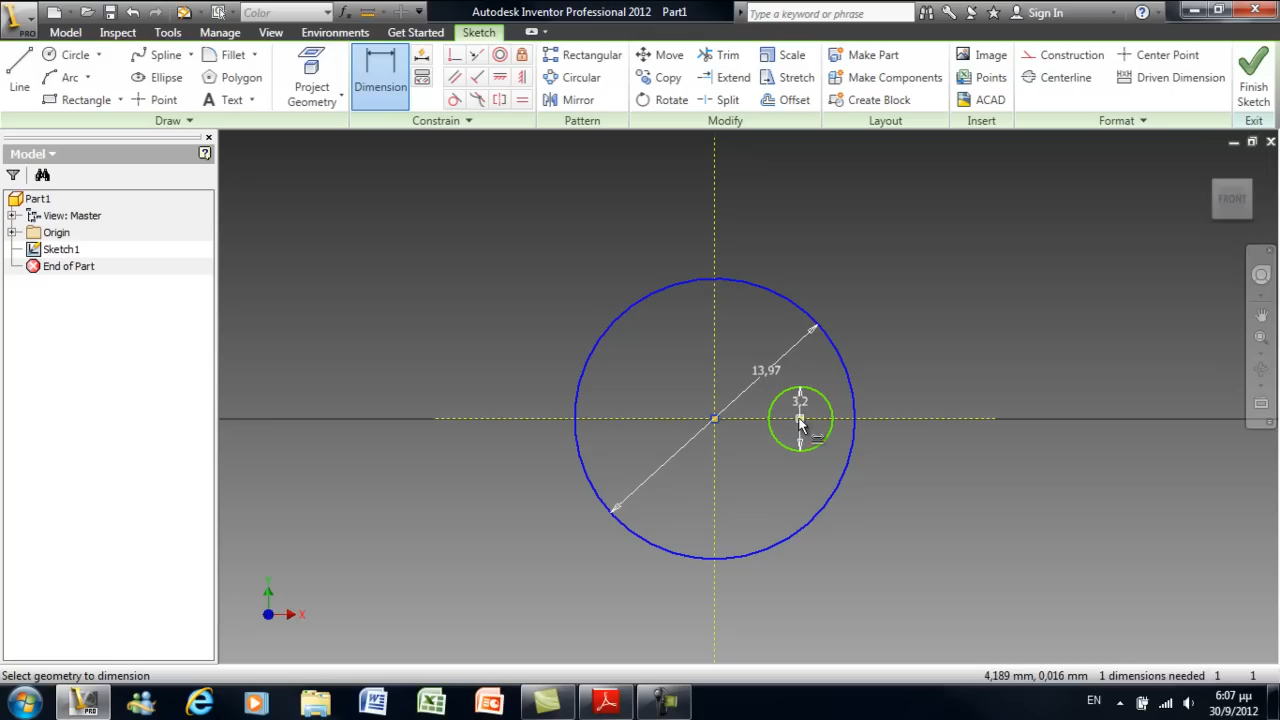 Color
Autodesk Inventor Professional 2012 Part1
Type a keyword or phrase
Sign In
PRO
Model Inspect Tools Manage View Environments Get Started Sketch
Line
Circle
Arc
Rectangle
Spline
Ellipse
Point
Fillet
Polygon
Text
Project
Geometry
Dimension
Rectangular
Circular
Mirror
Move
Copy
Rotate
Trim
Extend
Split
Scale
Stretch
Offset
Make Part
Make Components
Create Block
Image
Points
ACAD
Construction
Centerline
Center Point
Driven Dimension
Finish
Sketch
Draw Constrain Pattern Modify Layout Insert Format Exit
Model
Part1
View: Master
Origin
Sketch1
End of Part
FRONT
13,97
3,2
Y
X
Select geometry to dimension
4,189 mm, 0,016 mm 1 dimensions needed 1 1
PRO
EN
6:07 μμ
30/9/2012